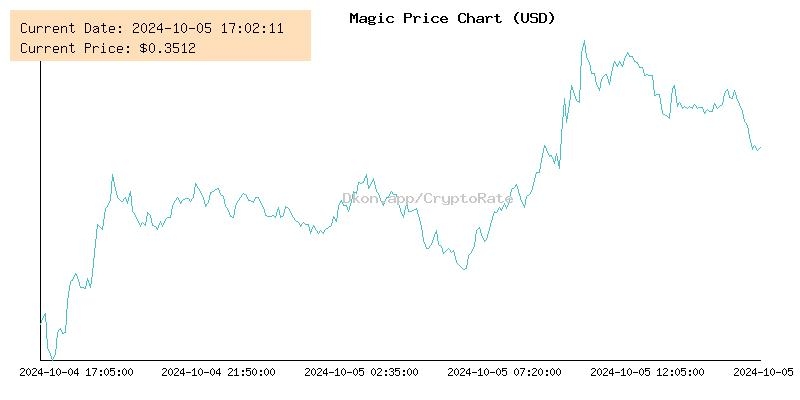 Magic Price Chart (USD)
Current Date: 2024-10-05 17:02:11
Current Price: $0.3512
Dkon.app/CryptoRate
2024-10-04 17:05:00 2024-10-04 21:50:00 2024-10-05 02:35:00 2024-10-05 07:20:00 2024-10-05 12:05:00 2024-10-05